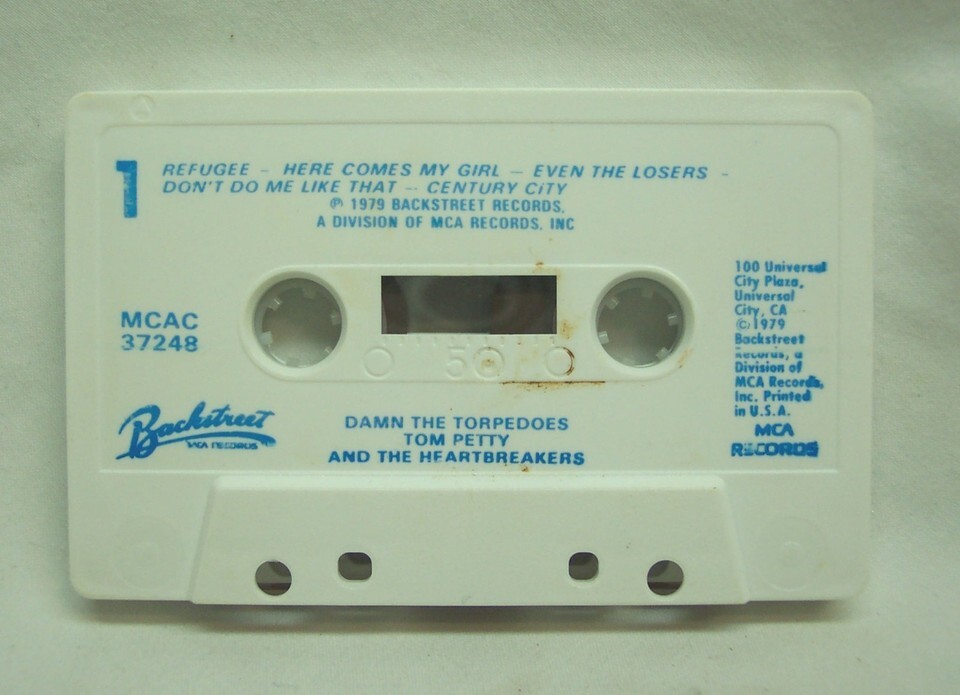 1
REFUGEE - HERE COMES MY GIRL - EVEN THE LOSERS -
DON'T DO ME LIKE THAT - CENTURY CITY
℗ 1979 BACKSTREET RECORDS,
A DIVISION OF MCA RECORDS, INC
MCAC
37248
50
100 Universal
City Plaza,
Universal
City, CA
© 1979
Backstreet
Records, a
Division of
MCA Records,
Inc. Printed
in U.S.A.
MCA
RECORDS
Backstreet
MCA RECORDS
DAMN THE TORPEDOES
TOM PETTY
AND THE HEARTBREAKERS